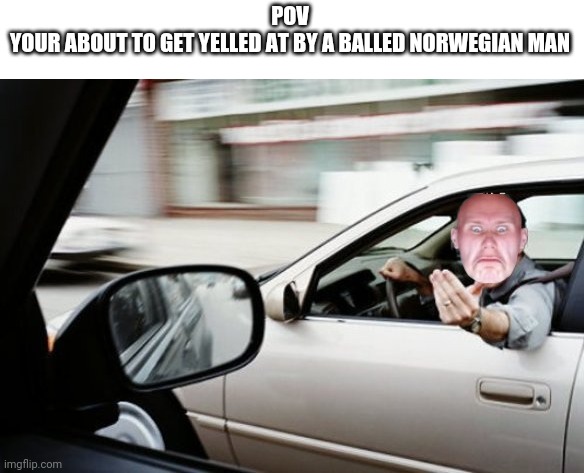 POV
YOUR ABOUT TO GET YELLED AT BY A BALLED NORWEGIAN MAN
imgflip.com